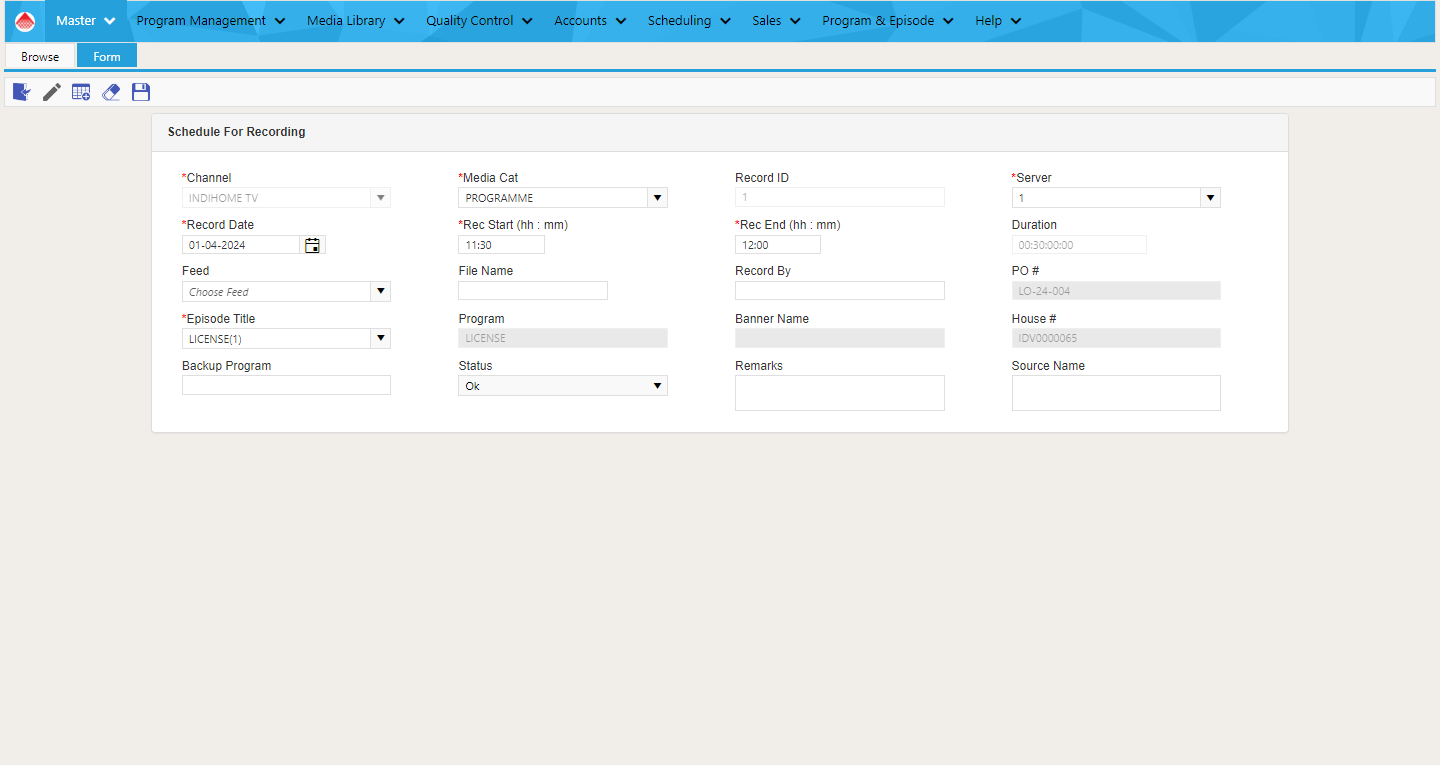 Master Program Management Media Library Quality Control Accounts Scheduling Sales Program & Episode Help
Browse Form
Schedule For Recording
*Channel *Media Cat Record ID *Server
INDIHOME TV PROGRAMME 1 1
*Record Date *Rec Start (hh : mm) *Rec End (hh : mm) Duration
01-04-2024 11:30 12:00 00:30:00:00
Feed File Name Record By PO #
Choose Feed LO-24-004
*Episode Title Program Banner Name House #
LICENSE(1) LICENSE IDV0000065
Backup Program Status Remarks Source Name
Ok